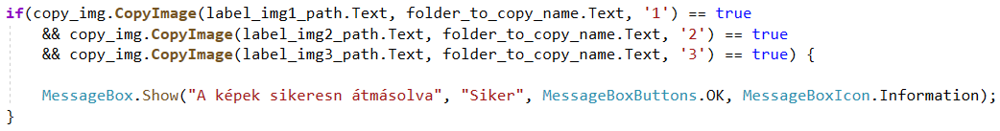 if(copy_img.CopyImage(label_img1_path.Text, folder_to_copy_name.Text, '1') == true
&& copy_img.CopyImage(label_img2_path.Text, folder_to_copy_name.Text, '2') == true
&& copy_img.CopyImage(label_img3_path.Text, folder_to_copy_name.Text, '3') == true) {
MessageBox.Show("A képek sikeresn átmásolva", "Siker", MessageBoxButtons.OK, MessageBoxIcon.Information);
}